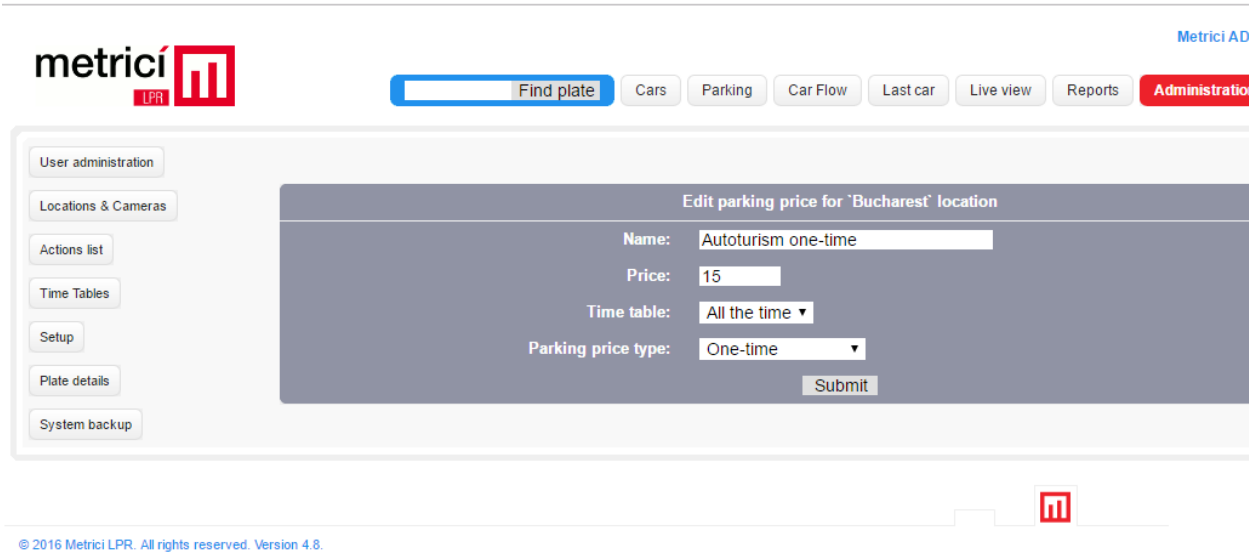 Metrici AD
metricí
LPR
Find plate Cars Parking Car Flow Last car Live view Reports Administratio
User administration
Locations & Cameras
Actions list
Time Tables
Setup
Plate details
System backup
Edit parking price for `Bucharest` location
Name: Autoturism one-time
Price: 15
Time table: All the time
Parking price type: One-time
Submit
© 2016 Metrici LPR. All rights reserved. Version 4.8.